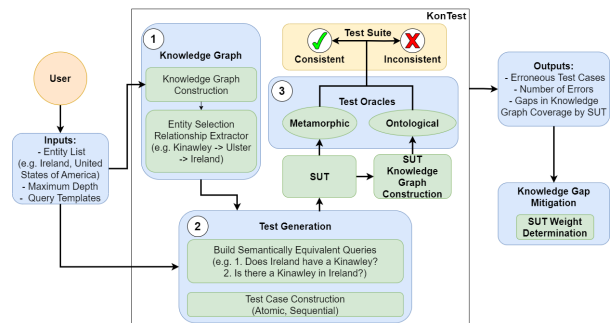 KonTest
User
Inputs:
- Entity List
(e.g. Ireland, United
States of America)
- Maximum Depth
- Query Templates
1
Knowledge Graph
Knowledge Graph
Construction
Entity Selection
Relationship Extractor
(e.g. Kinawley -> Ulster
-> Ireland)
2
Test Generation
Build Semantically Equivalent Queries
(e.g. 1. Does Ireland have a Kinawley?
2. Is there a Kinawley in Ireland?)
Test Case Construction
(Atomic, Sequential)
Test Suite
Consistent
Inconsistent
3
Test Oracles
Metamorphic
Ontological
SUT
SUT
Knowledge Graph
Construction
Outputs:
- Erroneous Test Cases
- Number of Errors
- Gaps in Knowledge
Graph Coverage by SUT
Knowledge Gap
Mitigation
SUT Weight
Determination